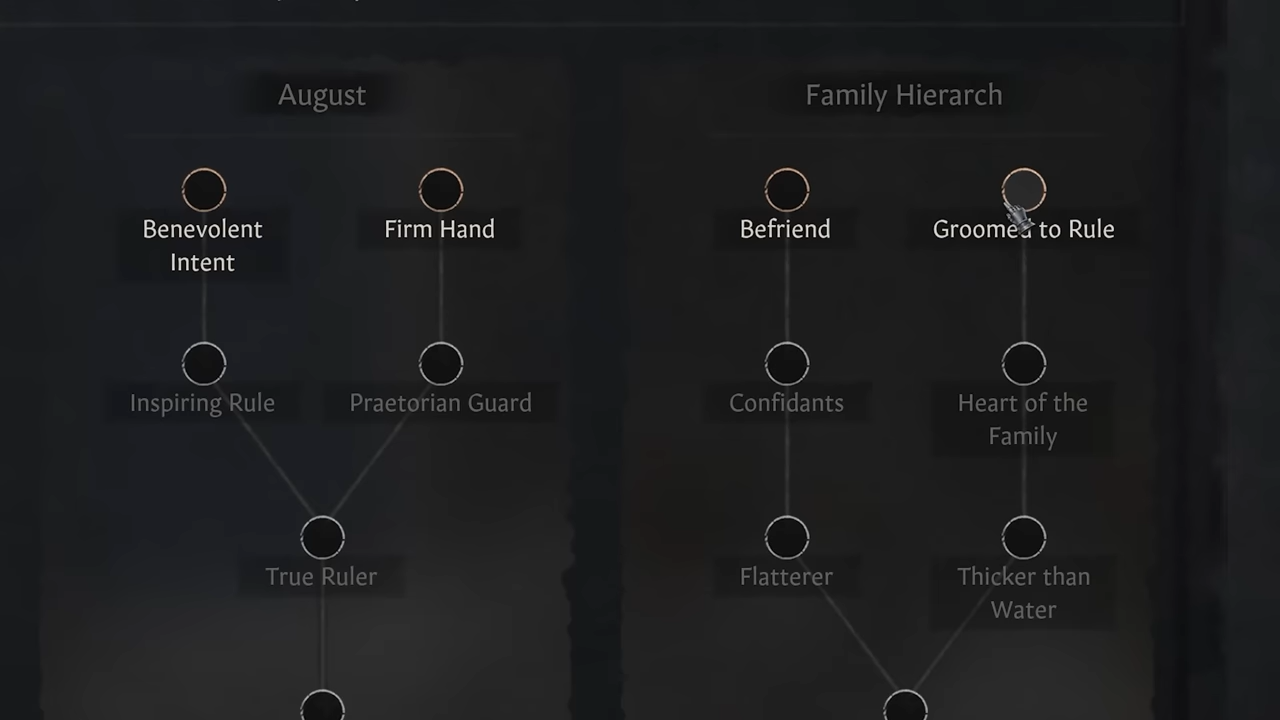 August
Family Hierarch
Benevolent
Intent
Firm Hand
Befriend
Groomed to Rule
Inspiring Rule
Praetorian Guard
Confidants
Heart of the
Family
True Ruler
Flatterer
Thicker than
Water